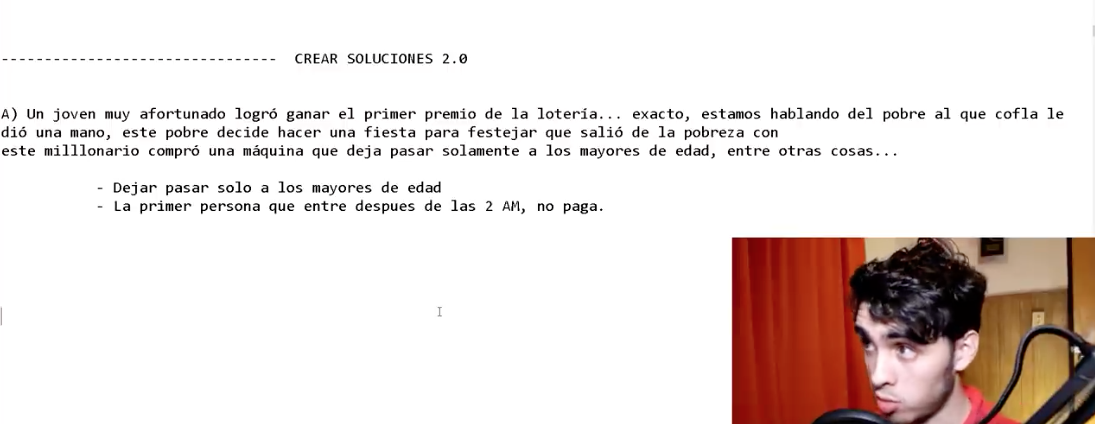 ------------------------------- CREAR SOLUCIONES 2.0
A) Un joven muy afortunado logró ganar el primer premio de la lotería... exacto, estamos hablando del pobre al que cofla le
dió una mano, este pobre decide hacer una fiesta para festejar que salió de la pobreza con
este milllonario compró una máquina que deja pasar solamente a los mayores de edad, entre otras cosas...
- Dejar pasar solo a los mayores de edad
- La primer persona que entre despues de las 2 AM, no paga.